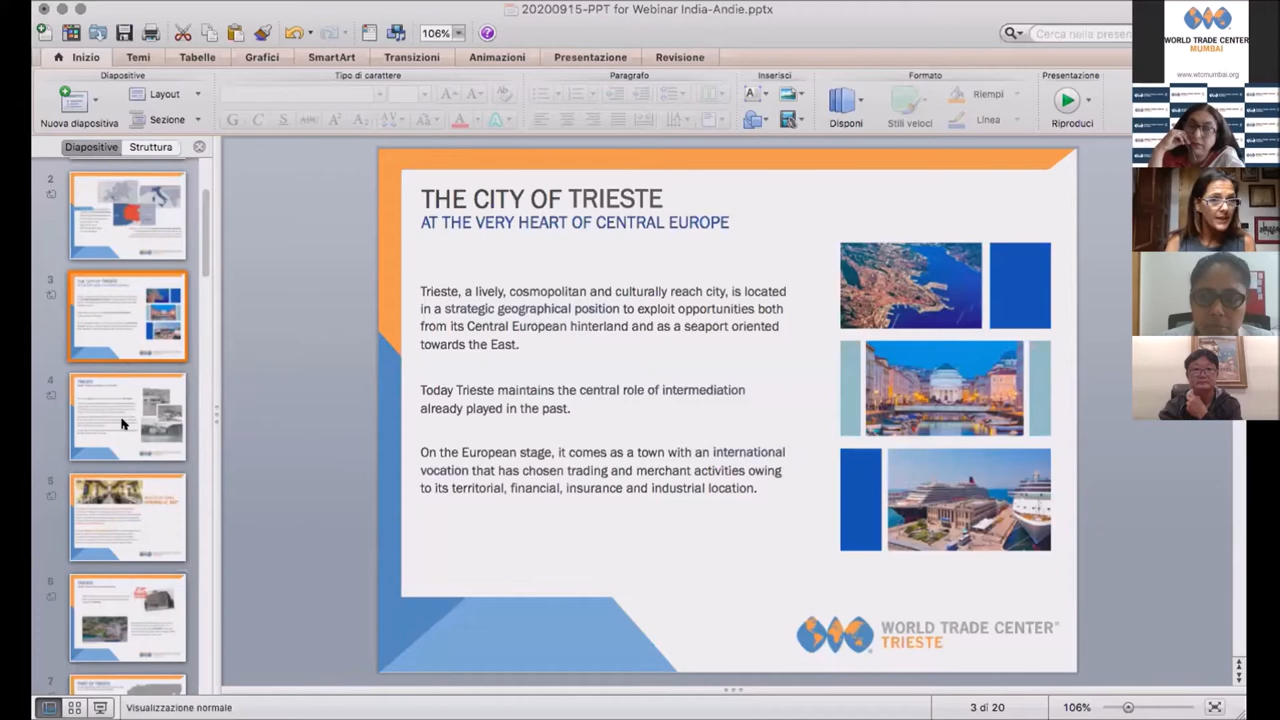 20200915-PPT for Webinar India-Andie.pptx
106%
Cerca nella presen
Inizio
Temi
Tabelle
Grafici
SmartArt
Transizioni
Animazioni
Presentazione
Revisione
Diapositive
Tipo di carattere
Paragrafo
Inserisci
Formato
Presentazione
Nuova diapositiva
Layout
Sezione
G C S ABC
Disponi
Stili veloci
Riempi
Linea
Riproduci
Diapositive
Struttura
2
3
4
5
6
7
THE CITY OF TRIESTE
AT THE VERY HEART OF CENTRAL EUROPE
Trieste, a lively, cosmopolitan and culturally reach city, is located
in a strategic geographical position to exploit opportunities both
from its Central European hinterland and as a seaport oriented
towards the East.
Today Trieste maintains the central role of intermediation
already played in the past.
On the European stage, it comes as a town with an international
vocation that has chosen trading and merchant activities owing
to its territorial, financial, insurance and industrial location.
WORLD TRADE CENTER®
TRIESTE
WORLD TRADE CENTER
MUMBAI
www.wtcmumbai.org
Visualizzazione normale
3 di 20
106%